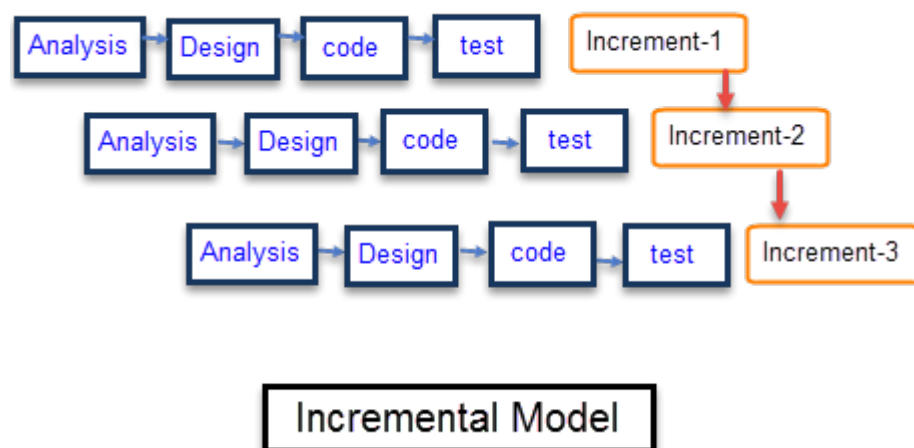 Analysis Design code test Increment-1
Analysis Design code test Increment-2
Analysis Design code test Increment-3
Incremental Model